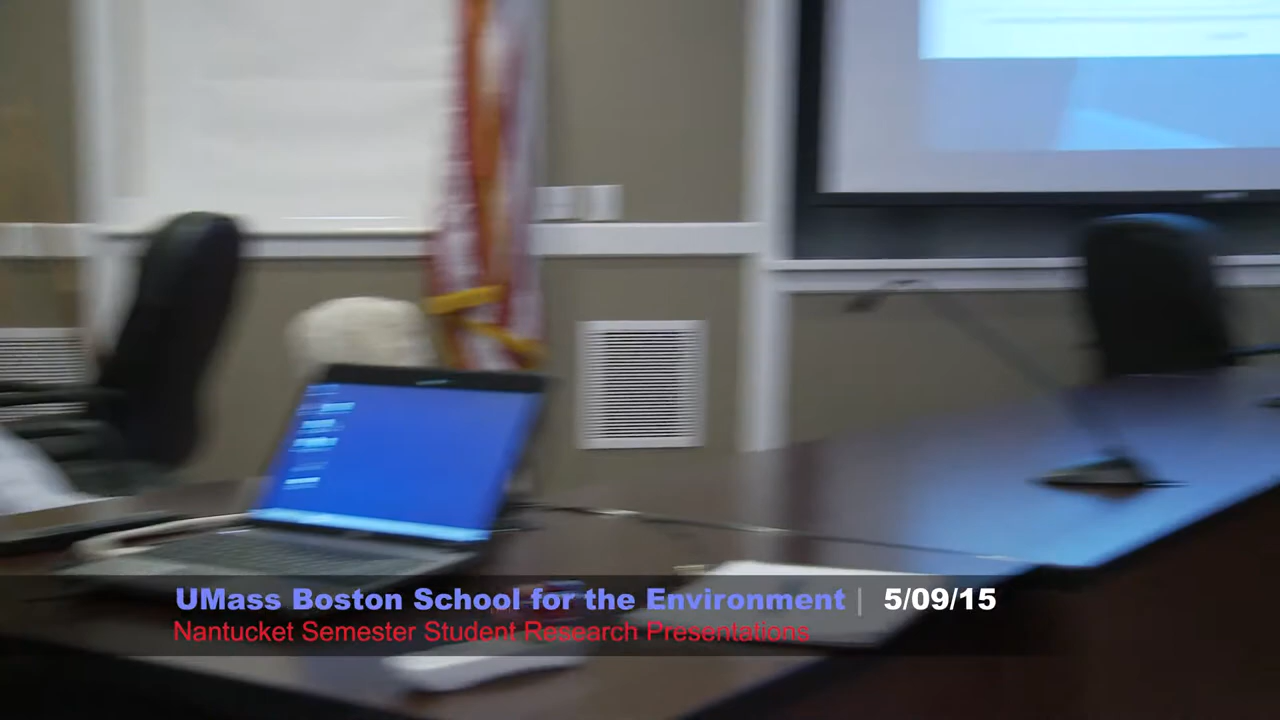 UMass Boston School for the Environment | 5/09/15
Nantucket Semester Student Research Presentations